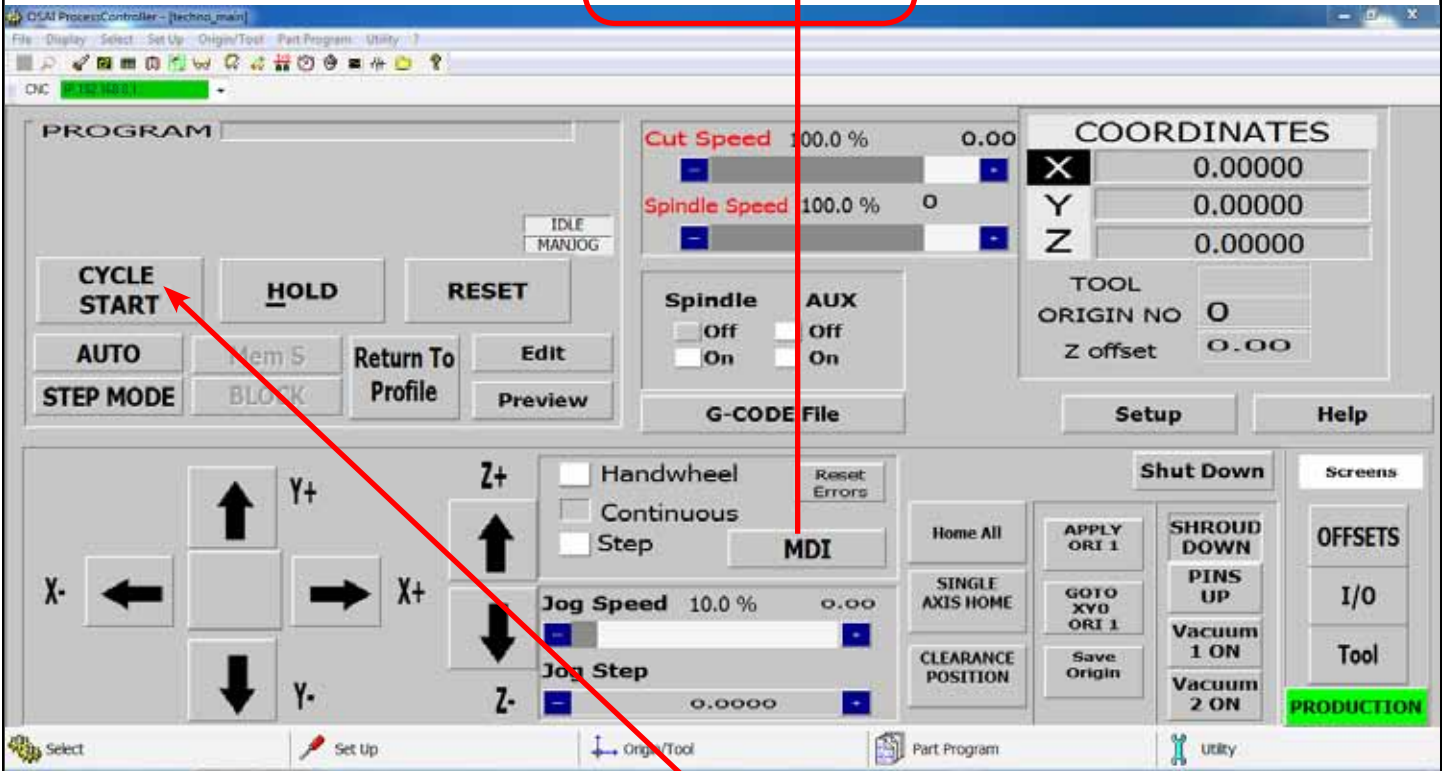 OSAI ProcessController - [techno_main]
File Display Select Set Up Origin/Tool Part Program Utility ?
CNC
PROGRAM
IDLE
MANJOG
CYCLE
START
HOLD
RESET
AUTO
Mem S
Return To
Profile
Edit
STEP MODE
BLOCK
Preview
Cut Speed 100.0 % 0.00
-
Spindle Speed 100.0 % 0
-
Spindle AUX
Off Off
On On
G-CODE File
COORDINATES
X 0.00000
Y 0.00000
Z 0.00000
TOOL
ORIGIN NO 0
Z offset 0.00
Setup
Help
Y+
X-
X+
Y-
Z+
Z-
Handwheel
Continuous
Step
Reset
Errors
MDI
Jog Speed 10.0 % 0.00
-
Jog Step
- 0.0000
Home All
SINGLE
AXIS HOME
CLEARANCE
POSITION
APPLY
ORI 1
GOTO
XY0
ORI 1
Save
Origin
Shut Down
SHROUD
DOWN
PINS
UP
Vacuum
1 ON
Vacuum
2 ON
Screens
OFFSETS
I/O
Tool
PRODUCTION
Select
Set Up
Origin/Tool
Part Program
Utility